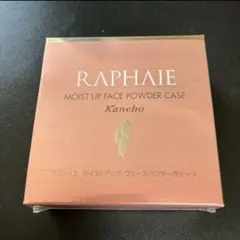 RAPHAIE
MOIST UP FACE POWDER CASE
Kanebo
ラファイエ モイストアップ フェースパウダー用ケース